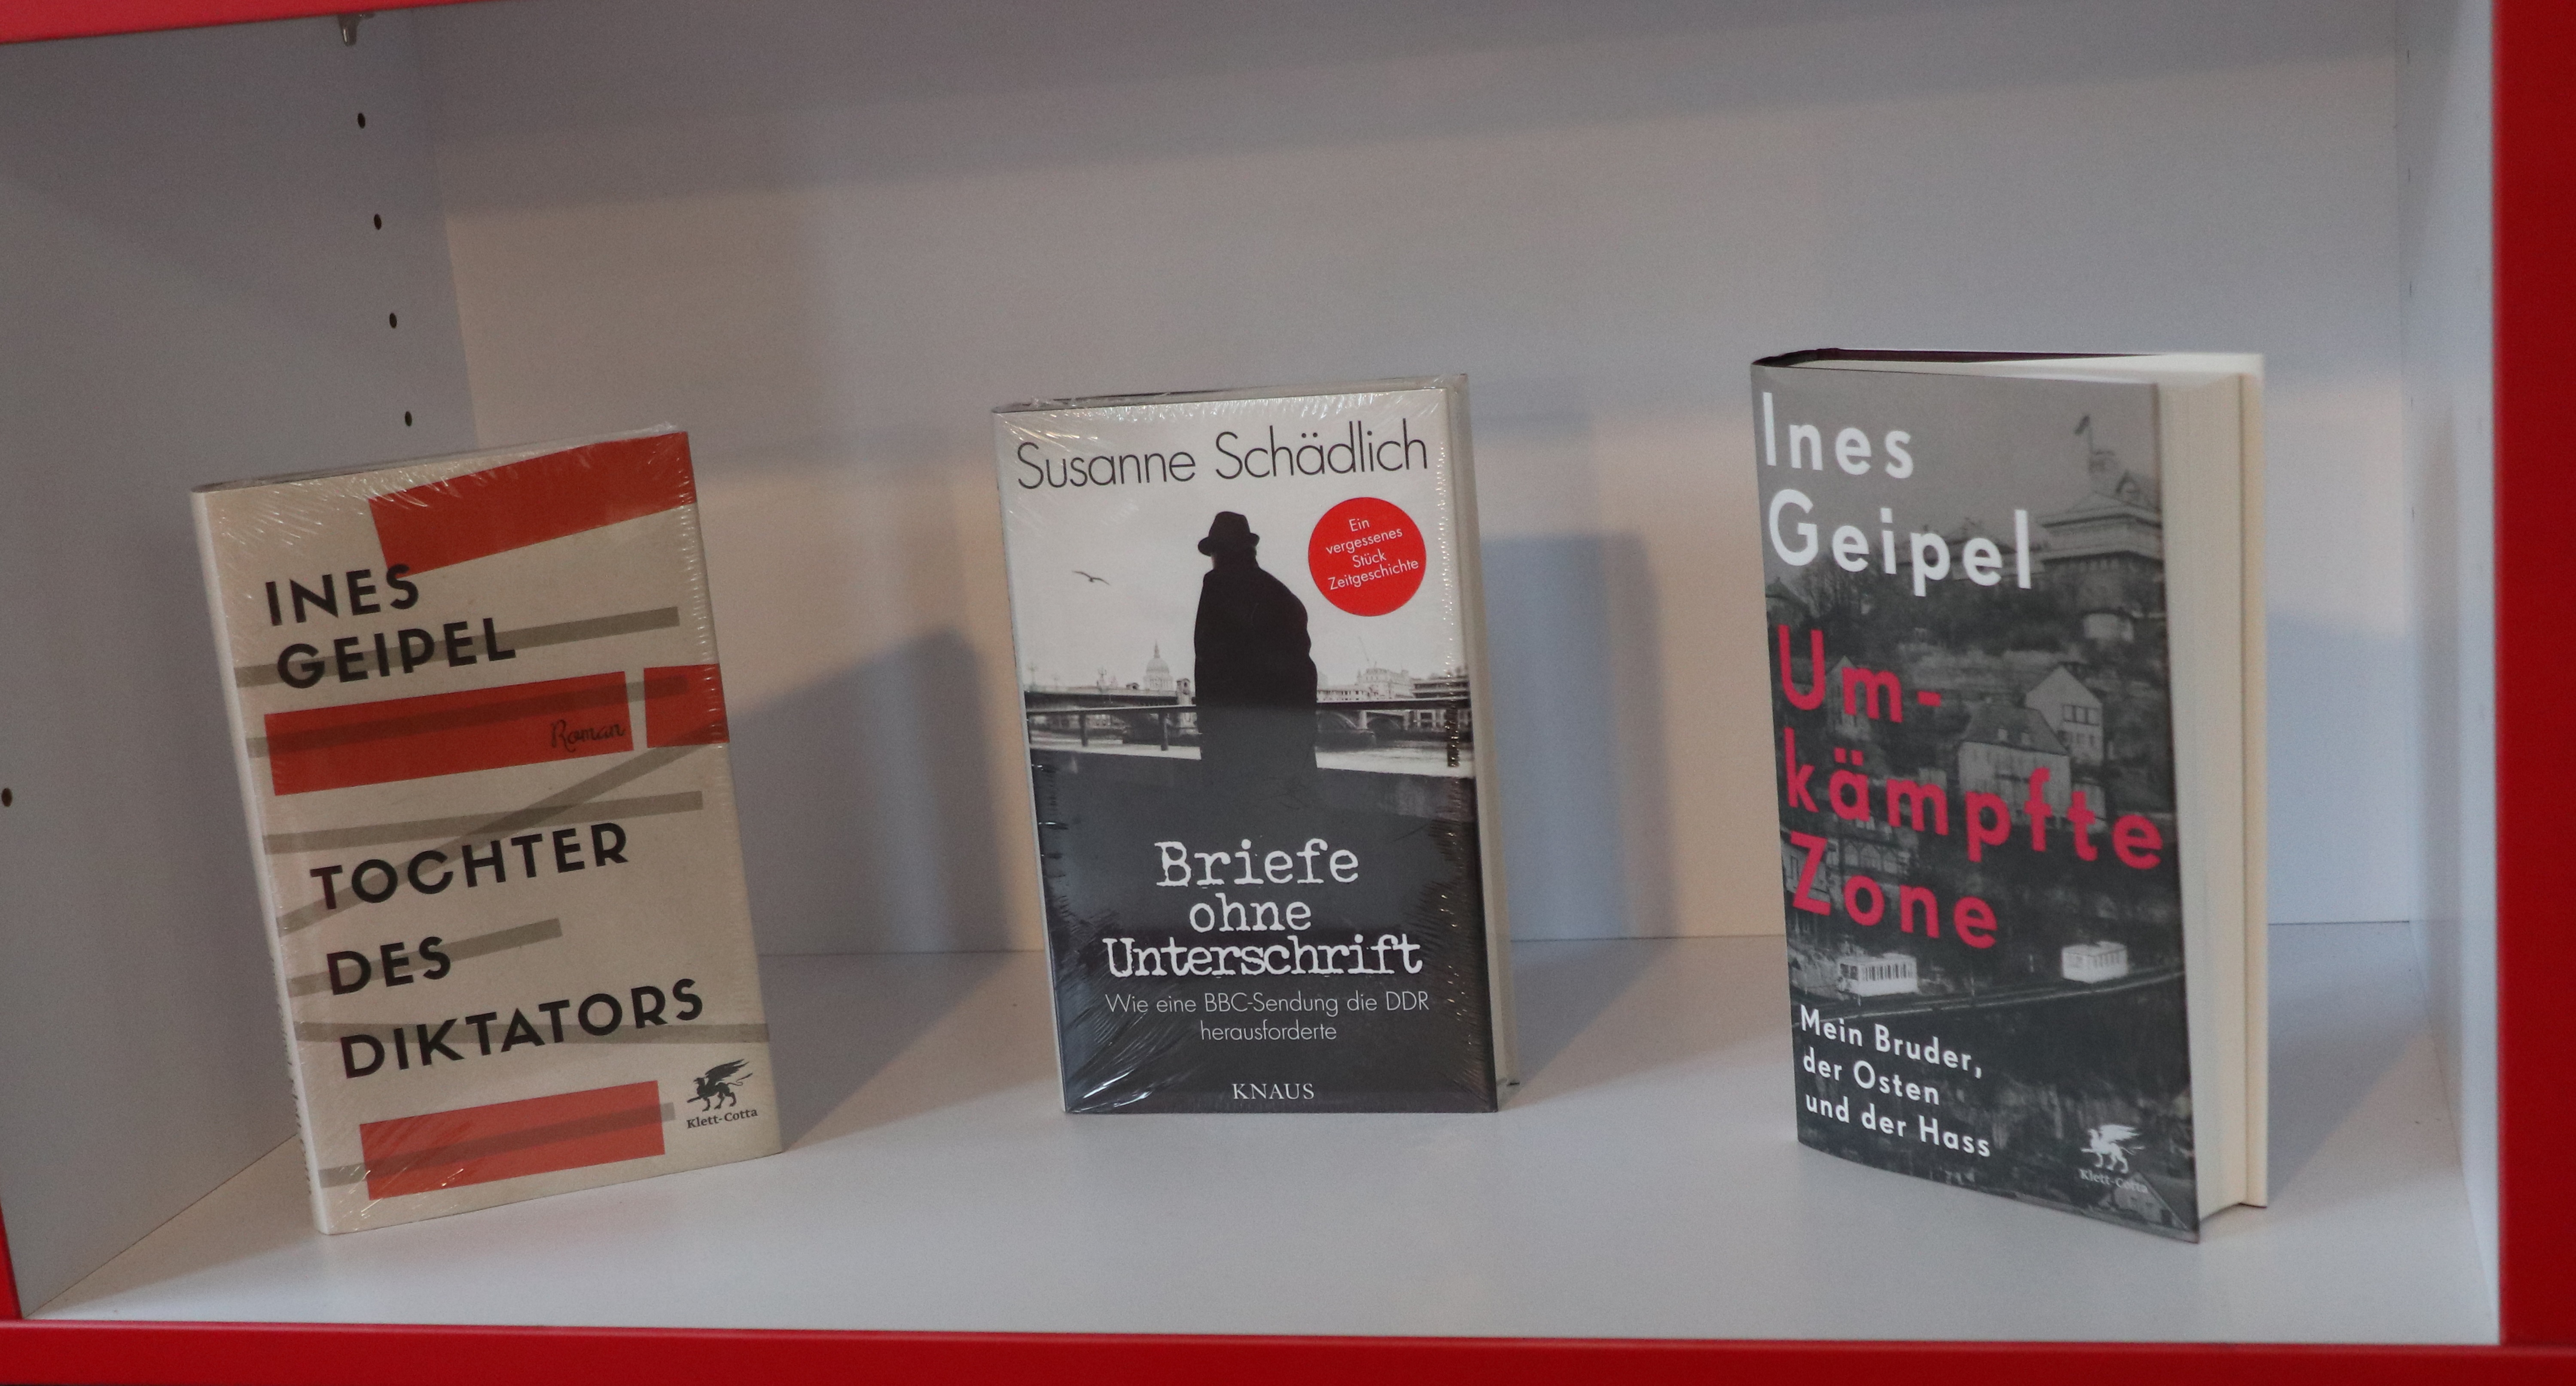 INES
GEIPEL
Roman
TOCHTER
DES
DIKTATORS
Klett-Cotta
Susanne Schädlich
Ein
vergessenes
Stück
Zeitgeschichte
Briefe
ohne
Unterschrift
Wie eine BBC-Sendung die DDR
herausforderte
KNAUS
Ines
Geipel
Um-
kämpfte
Zone
Mein Bruder,
der Osten
und der Hass
Klett-Cotta